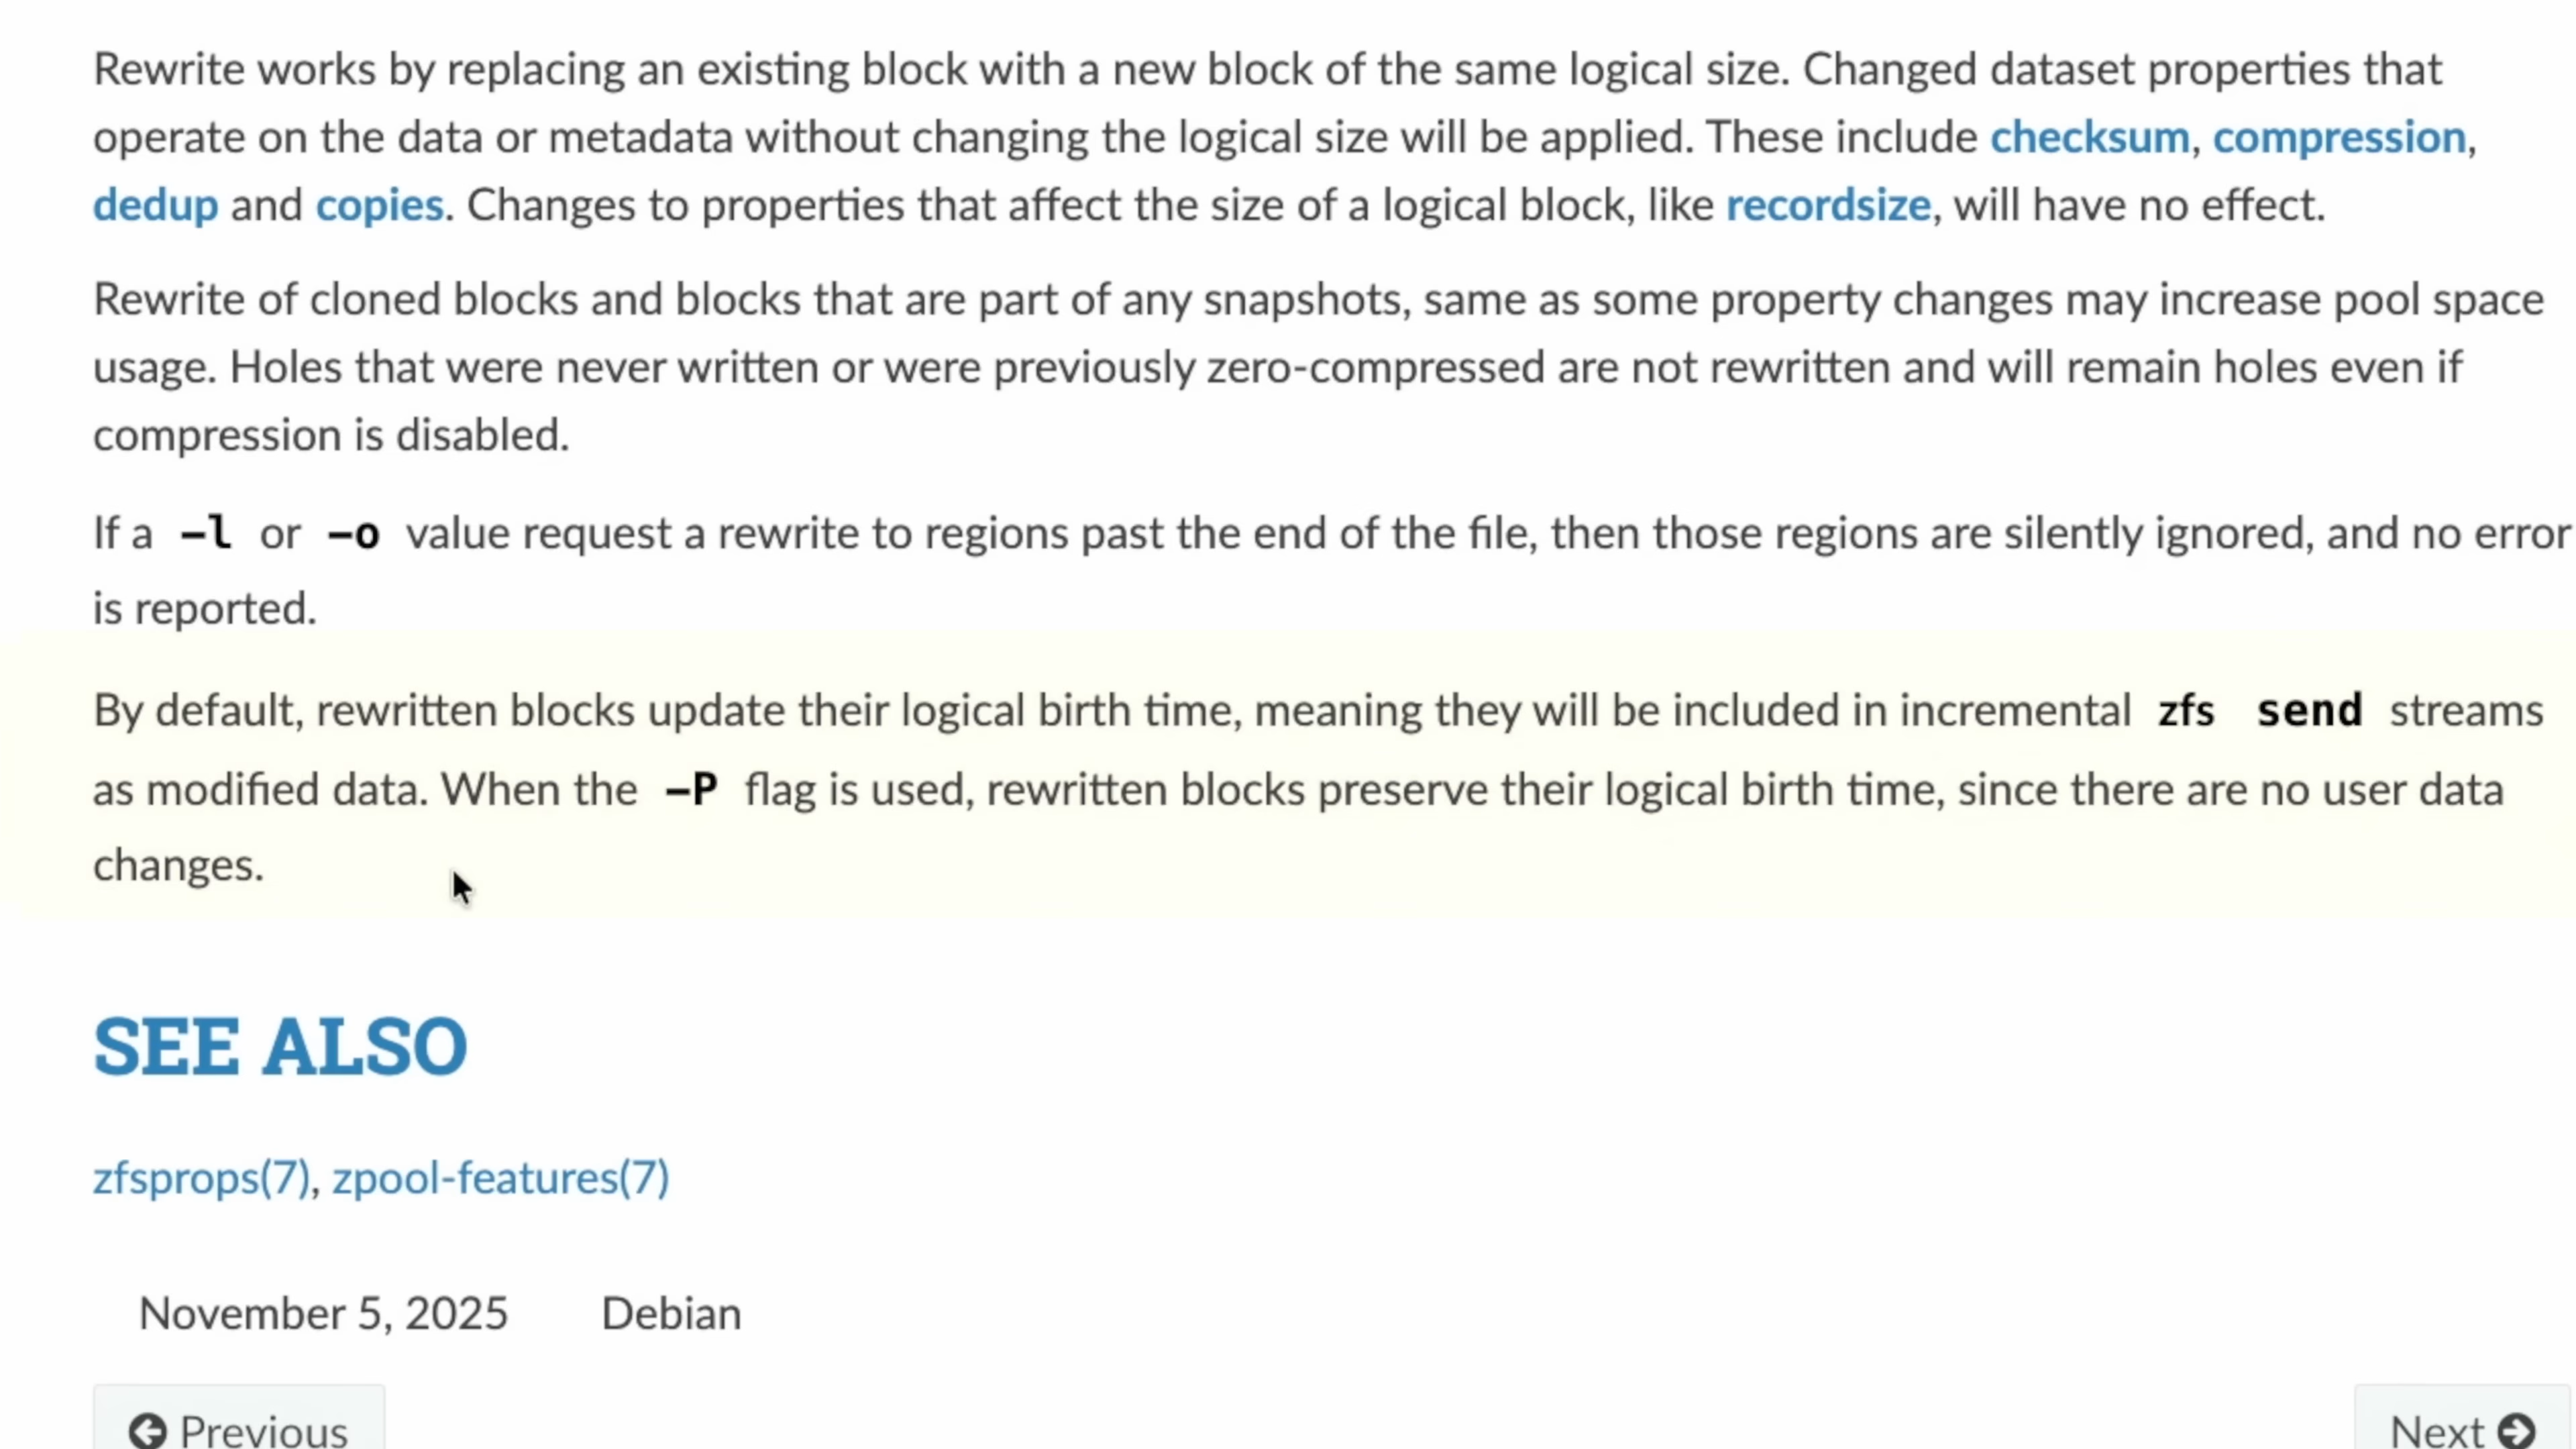 Rewrite works by replacing an existing block with a new block of the same logical size. Changed dataset properties that
operate on the data or metadata without changing the logical size will be applied. These include checksum, compression,
dedup and copies. Changes to properties that affect the size of a logical block, like recordsize, will have no effect.
Rewrite of cloned blocks and blocks that are part of any snapshots, same as some property changes may increase pool space
usage. Holes that were never written or were previously zero-compressed are not rewritten and will remain holes even if
compression is disabled.
If a -l or -o value request a rewrite to regions past the end of the file, then those regions are silently ignored, and no error
is reported.
By default, rewritten blocks update their logical birth time, meaning they will be included in incremental zfs send streams
as modified data. When the -P flag is used, rewritten blocks preserve their logical birth time, since there are no user data
changes.
SEE ALSO
zfsprops(7), zpool-features(7)
November 5, 2025 Debian
Previous Next